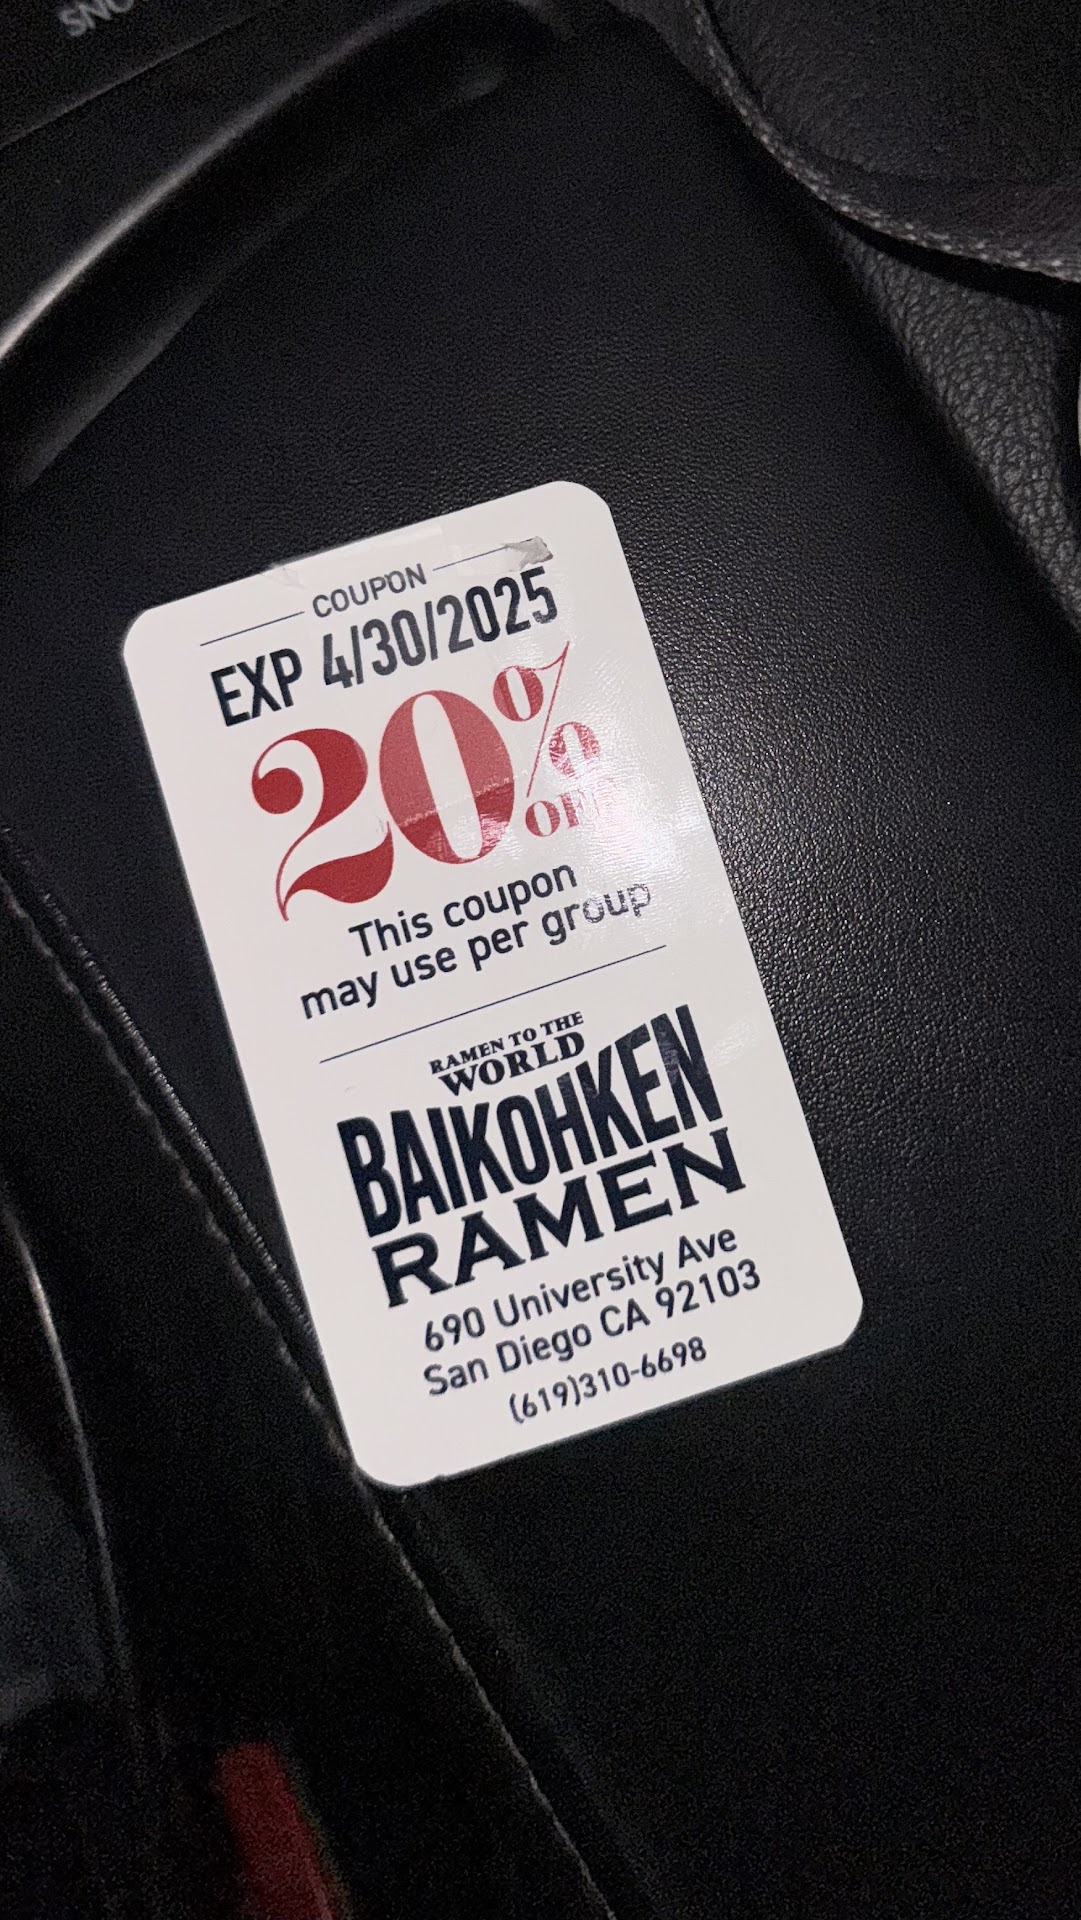 COUPON
EXP 4/30/2025
20% OFF
This coupon
may use per group
RAMEN TO THE
WORLD
BAIKOHKEN
RAMEN
690 University Ave
San Diego CA 92103
(619)310-6698